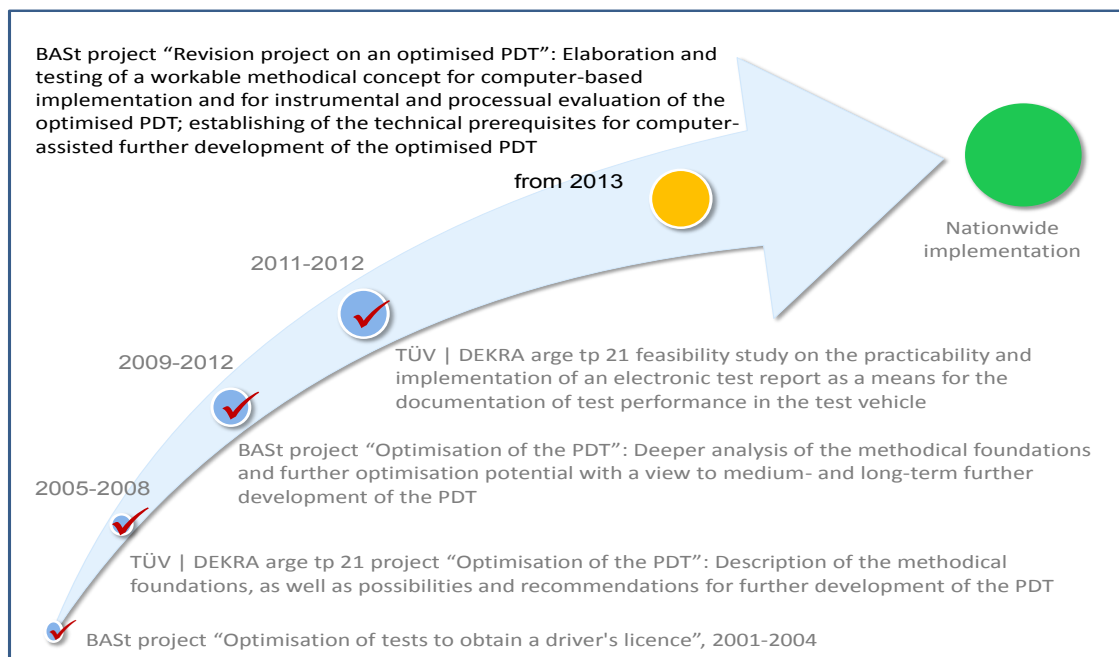 BASt project “Revision project on an optimised PDT”: Elaboration and
testing of a workable methodical concept for computer-based
implementation and for instrumental and processual evaluation of the
optimised PDT; establishing of the technical prerequisites for computer-
assisted further development of the optimised PDT
from 2013
Nationwide
implementation
2011-2012
TÜV | DEKRA arge tp 21 feasibility study on the practicability and
implementation of an electronic test report as a means for the
documentation of test performance in the test vehicle
2009-2012
BASt project “Optimisation of the PDT”: Deeper analysis of the methodical foundations
and further optimisation potential with a view to medium- and long-term further
development of the PDT
2005-2008
TÜV | DEKRA arge tp 21 project “Optimisation of the PDT”: Description of the methodical
foundations, as well as possibilities and recommendations for further development of the PDT
BASt project “Optimisation of tests to obtain a driver's licence”, 2001-2004